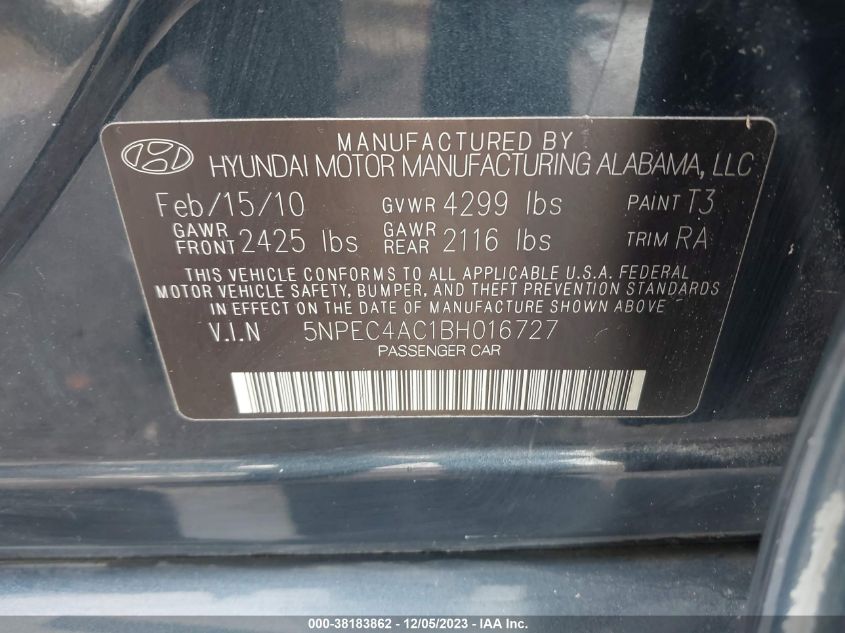 MANUFACTURED BY
HYUNDAI MOTOR MANUFACTURING ALABAMA, LLC
Feb/15/10 GVWR 4299 lbs PAINT T3
GAWR FRONT 2425 lbs GAWR REAR 2116 lbs TRIM RA
THIS VEHICLE CONFORMS TO ALL APPLICABLE U.S.A. FEDERAL
MOTOR VEHICLE SAFETY, BUMPER, AND THEFT PREVENTION STANDARDS
IN EFFECT ON THE DATE OF MANUFACTURE SHOWN ABOVE
V.I.N 5NPEC4AC1BH016727
PASSENGER CAR
000-38183862 - 12/05/2023 - IAA Inc.